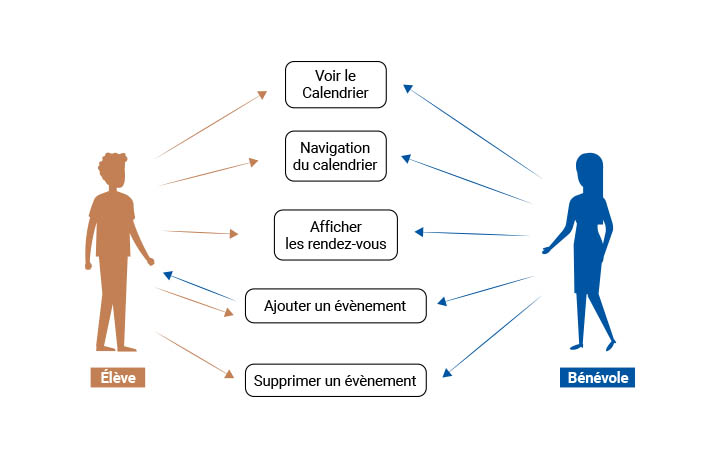 Voir le
Calendrier
Navigation
du calendrier
Afficher
les rendez-vous
Ajouter un évènement
Supprimer un évènement
Élève
Bénévole